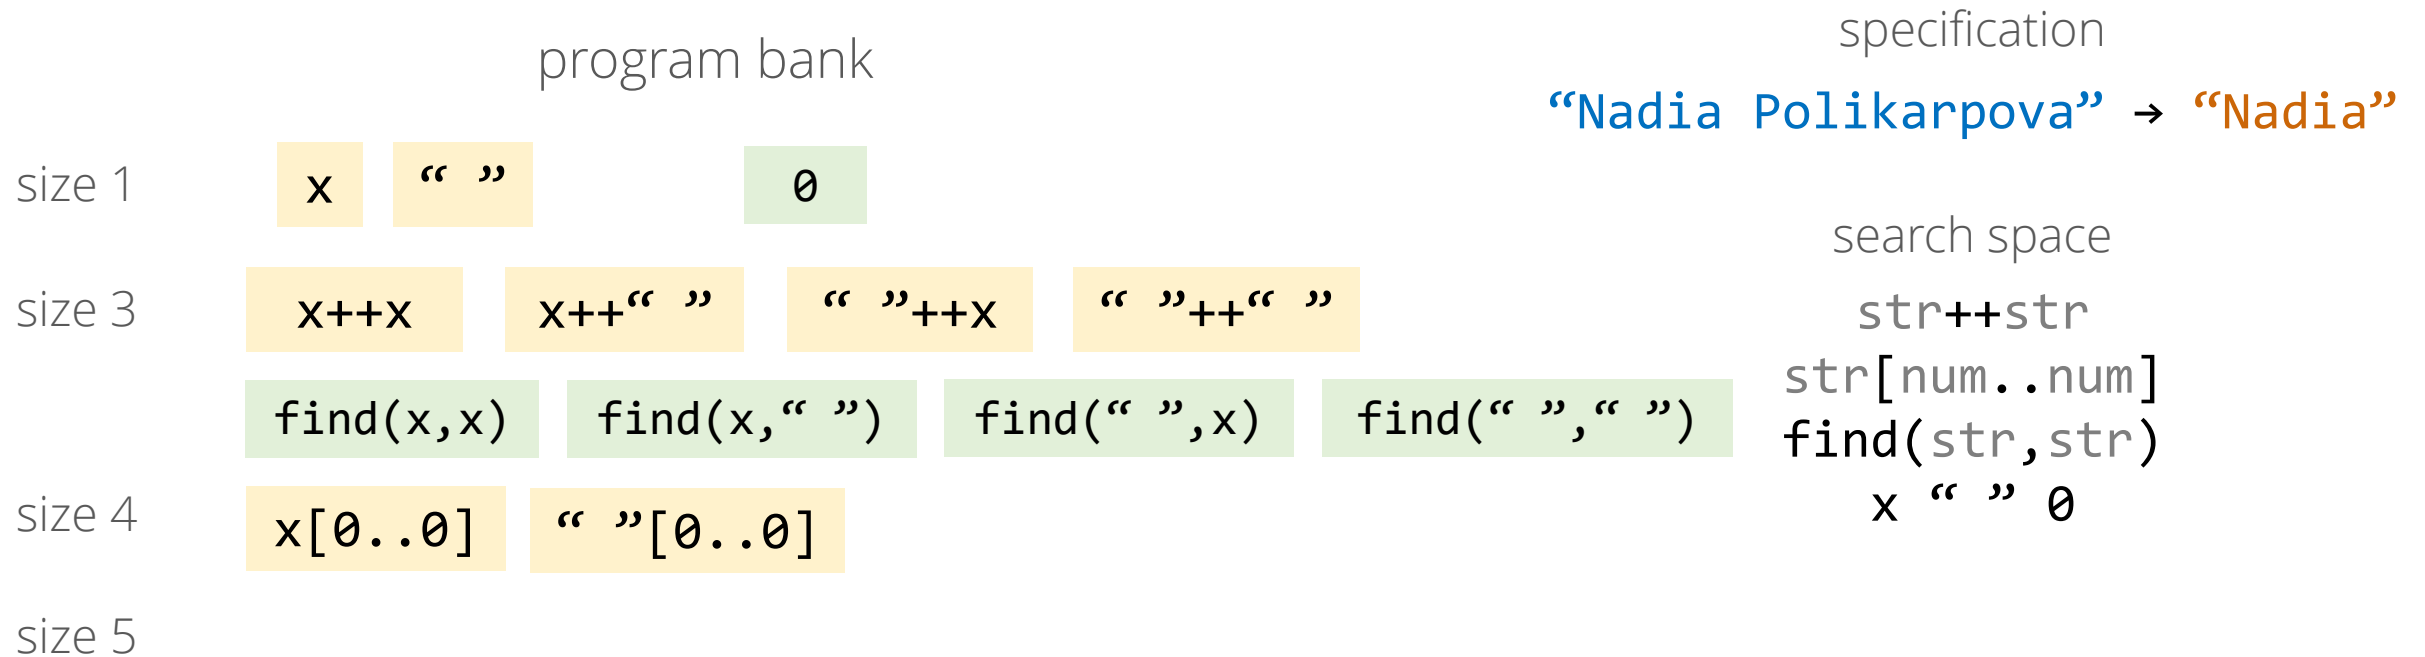 program bank
size 1
x
“ ”
0
size 3
x++x
x++“ ”
“ ”++x
“ ”++“ ”
find(x,x)
find(x,“ ”)
find(“ ”,x)
find(“ ”,“ ”)
size 4
x[0..0]
“ ”[0..0]
size 5
specification
“Nadia Polikarpova” → “Nadia”
search space
str++str
str[num..num]
find(str,str)
x “ ” 0